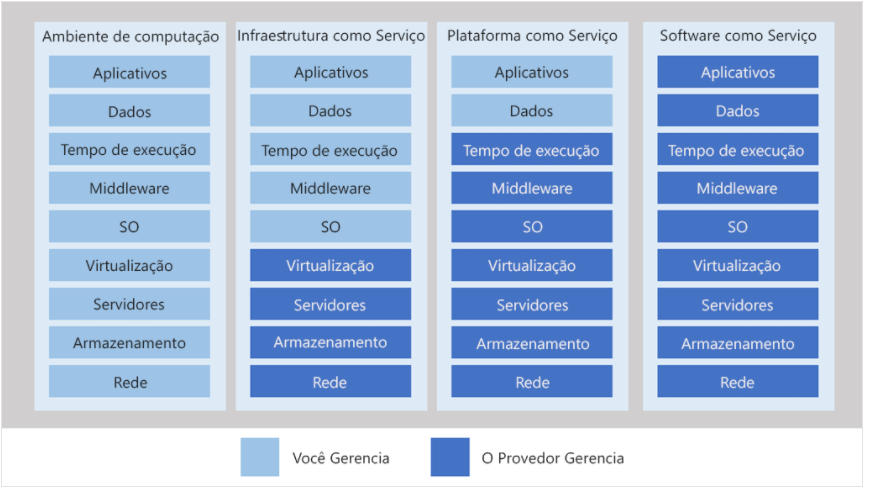 Ambiente de computação
Aplicativos
Dados
Tempo de execução
Middleware
SO
Virtualização
Servidores
Armazenamento
Rede
Infraestrutura como Serviço
Aplicativos
Dados
Tempo de execução
Middleware
SO
Virtualização
Servidores
Armazenamento
Rede
Plataforma como Serviço
Aplicativos
Dados
Tempo de execução
Middleware
SO
Virtualização
Servidores
Armazenamento
Rede
Software como Serviço
Aplicativos
Dados
Tempo de execução
Middleware
SO
Virtualização
Servidores
Armazenamento
Rede
Você Gerencia
O Provedor Gerencia